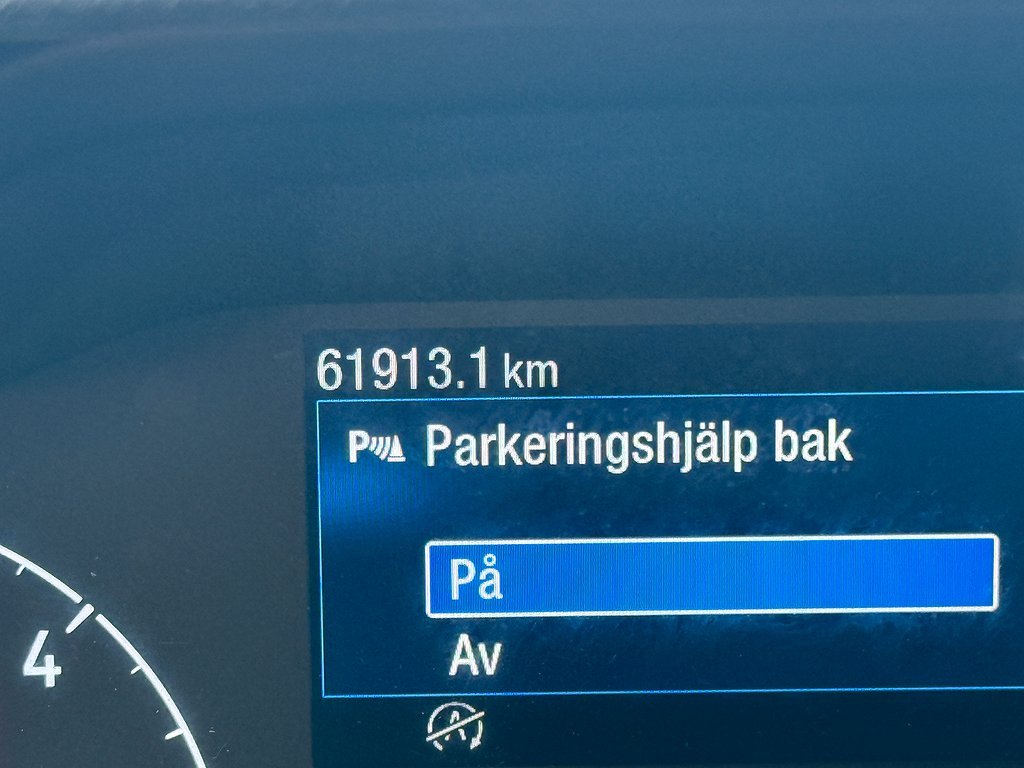 61913.1 km
P Parkeringshjälp bak
På
Av
4
A